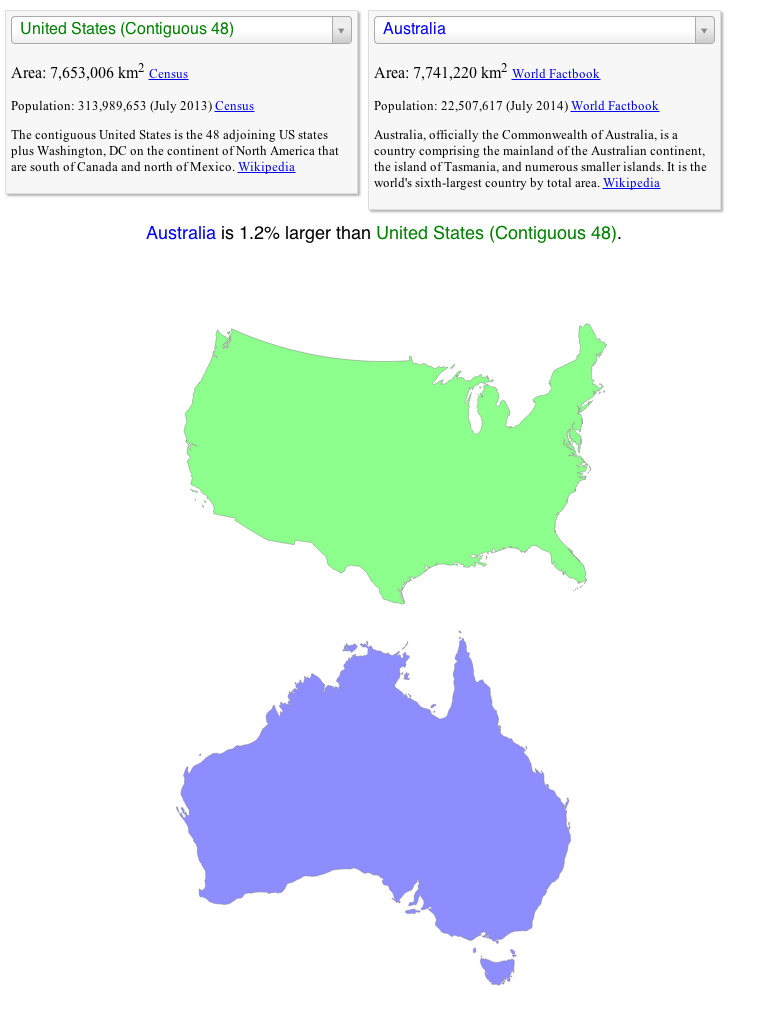 United States (Contiguous 48)
Area: 7,653,006 km2 Census
Population: 313,989,653 (July 2013) Census
The contiguous United States is the 48 adjoining US states
plus Washington, DC on the continent of North America that
are south of Canada and north of Mexico. Wikipedia
Australia
Area: 7,741,220 km2 World Factbook
Population: 22,507,617 (July 2014) World Factbook
Australia, officially the Commonwealth of Australia, is a
country comprising the mainland of the Australian continent,
the island of Tasmania, and numerous smaller islands. It is the
world's sixth-largest country by total area. Wikipedia
Australia is 1.2% larger than United States (Contiguous 48).